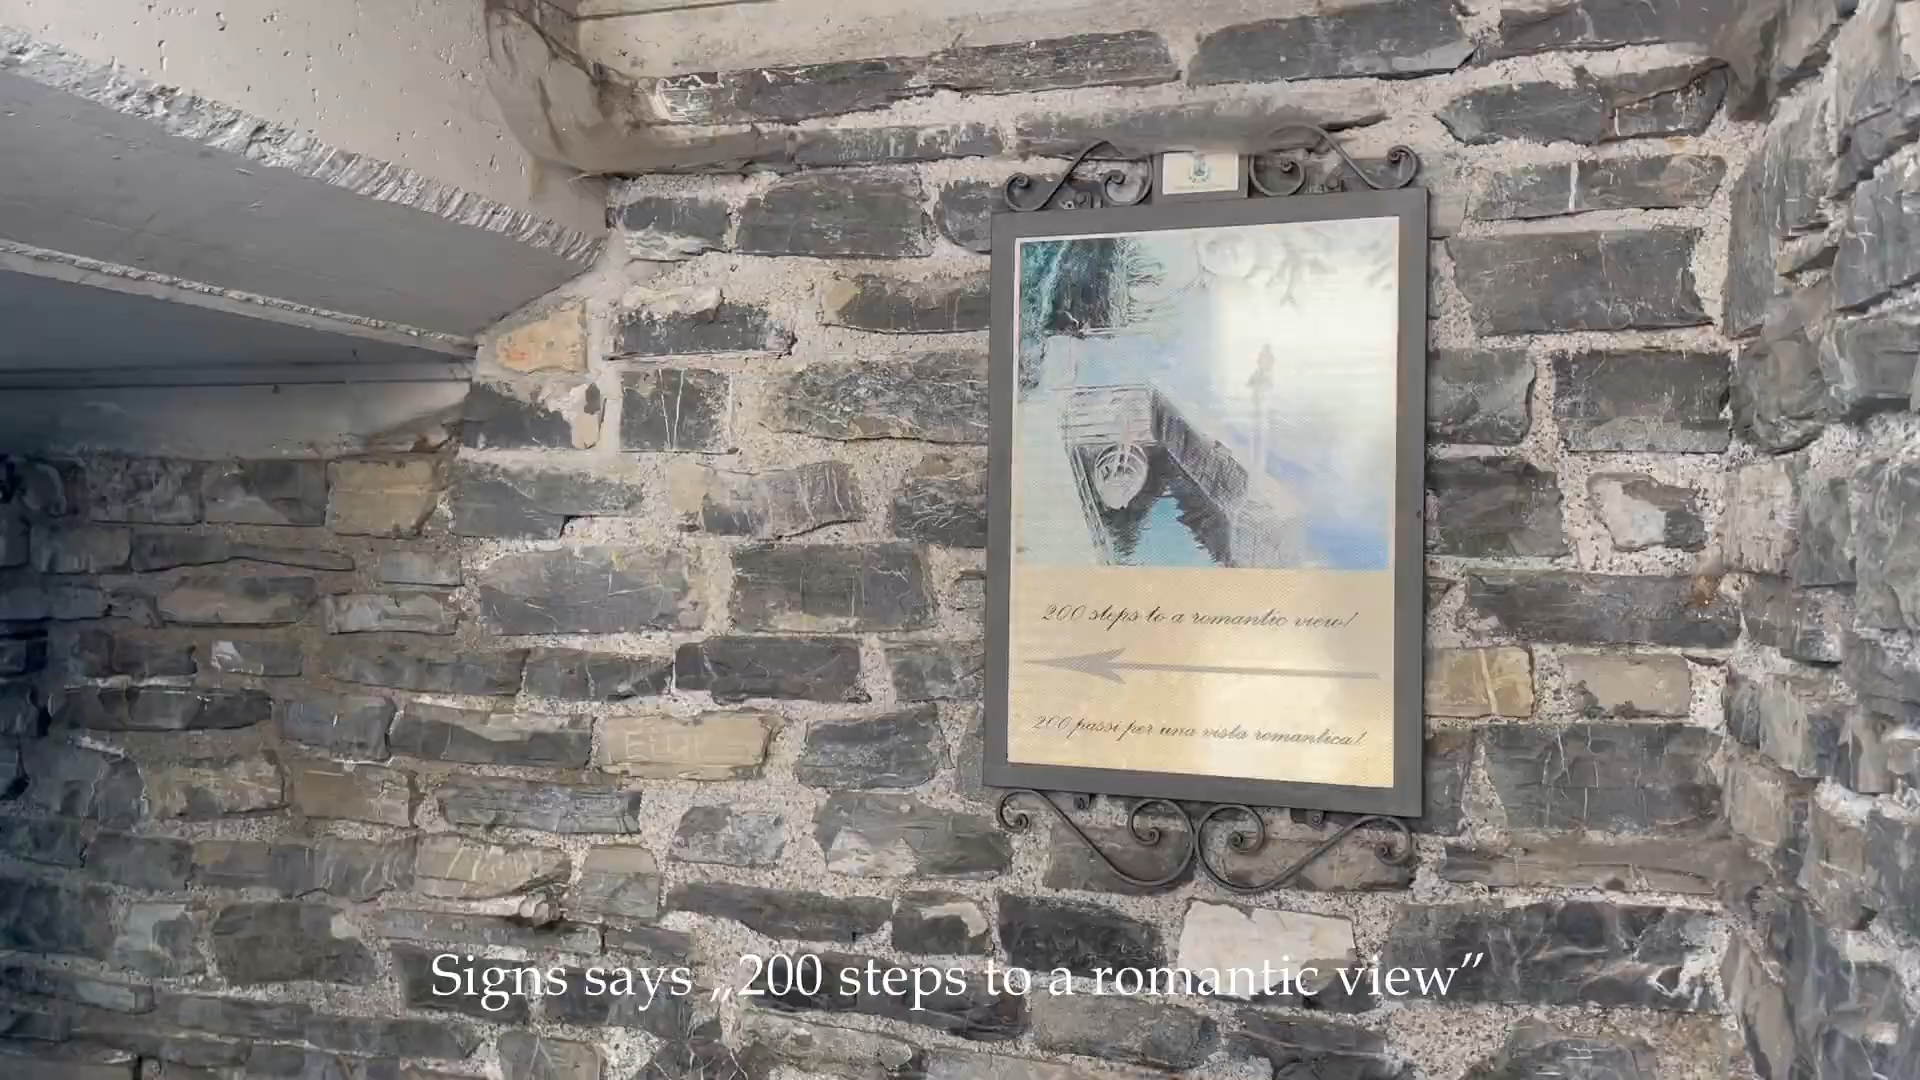 200 steps to a romantic view!
200 passi per una vista romantica!
Signs says „200 steps to a romantic view”